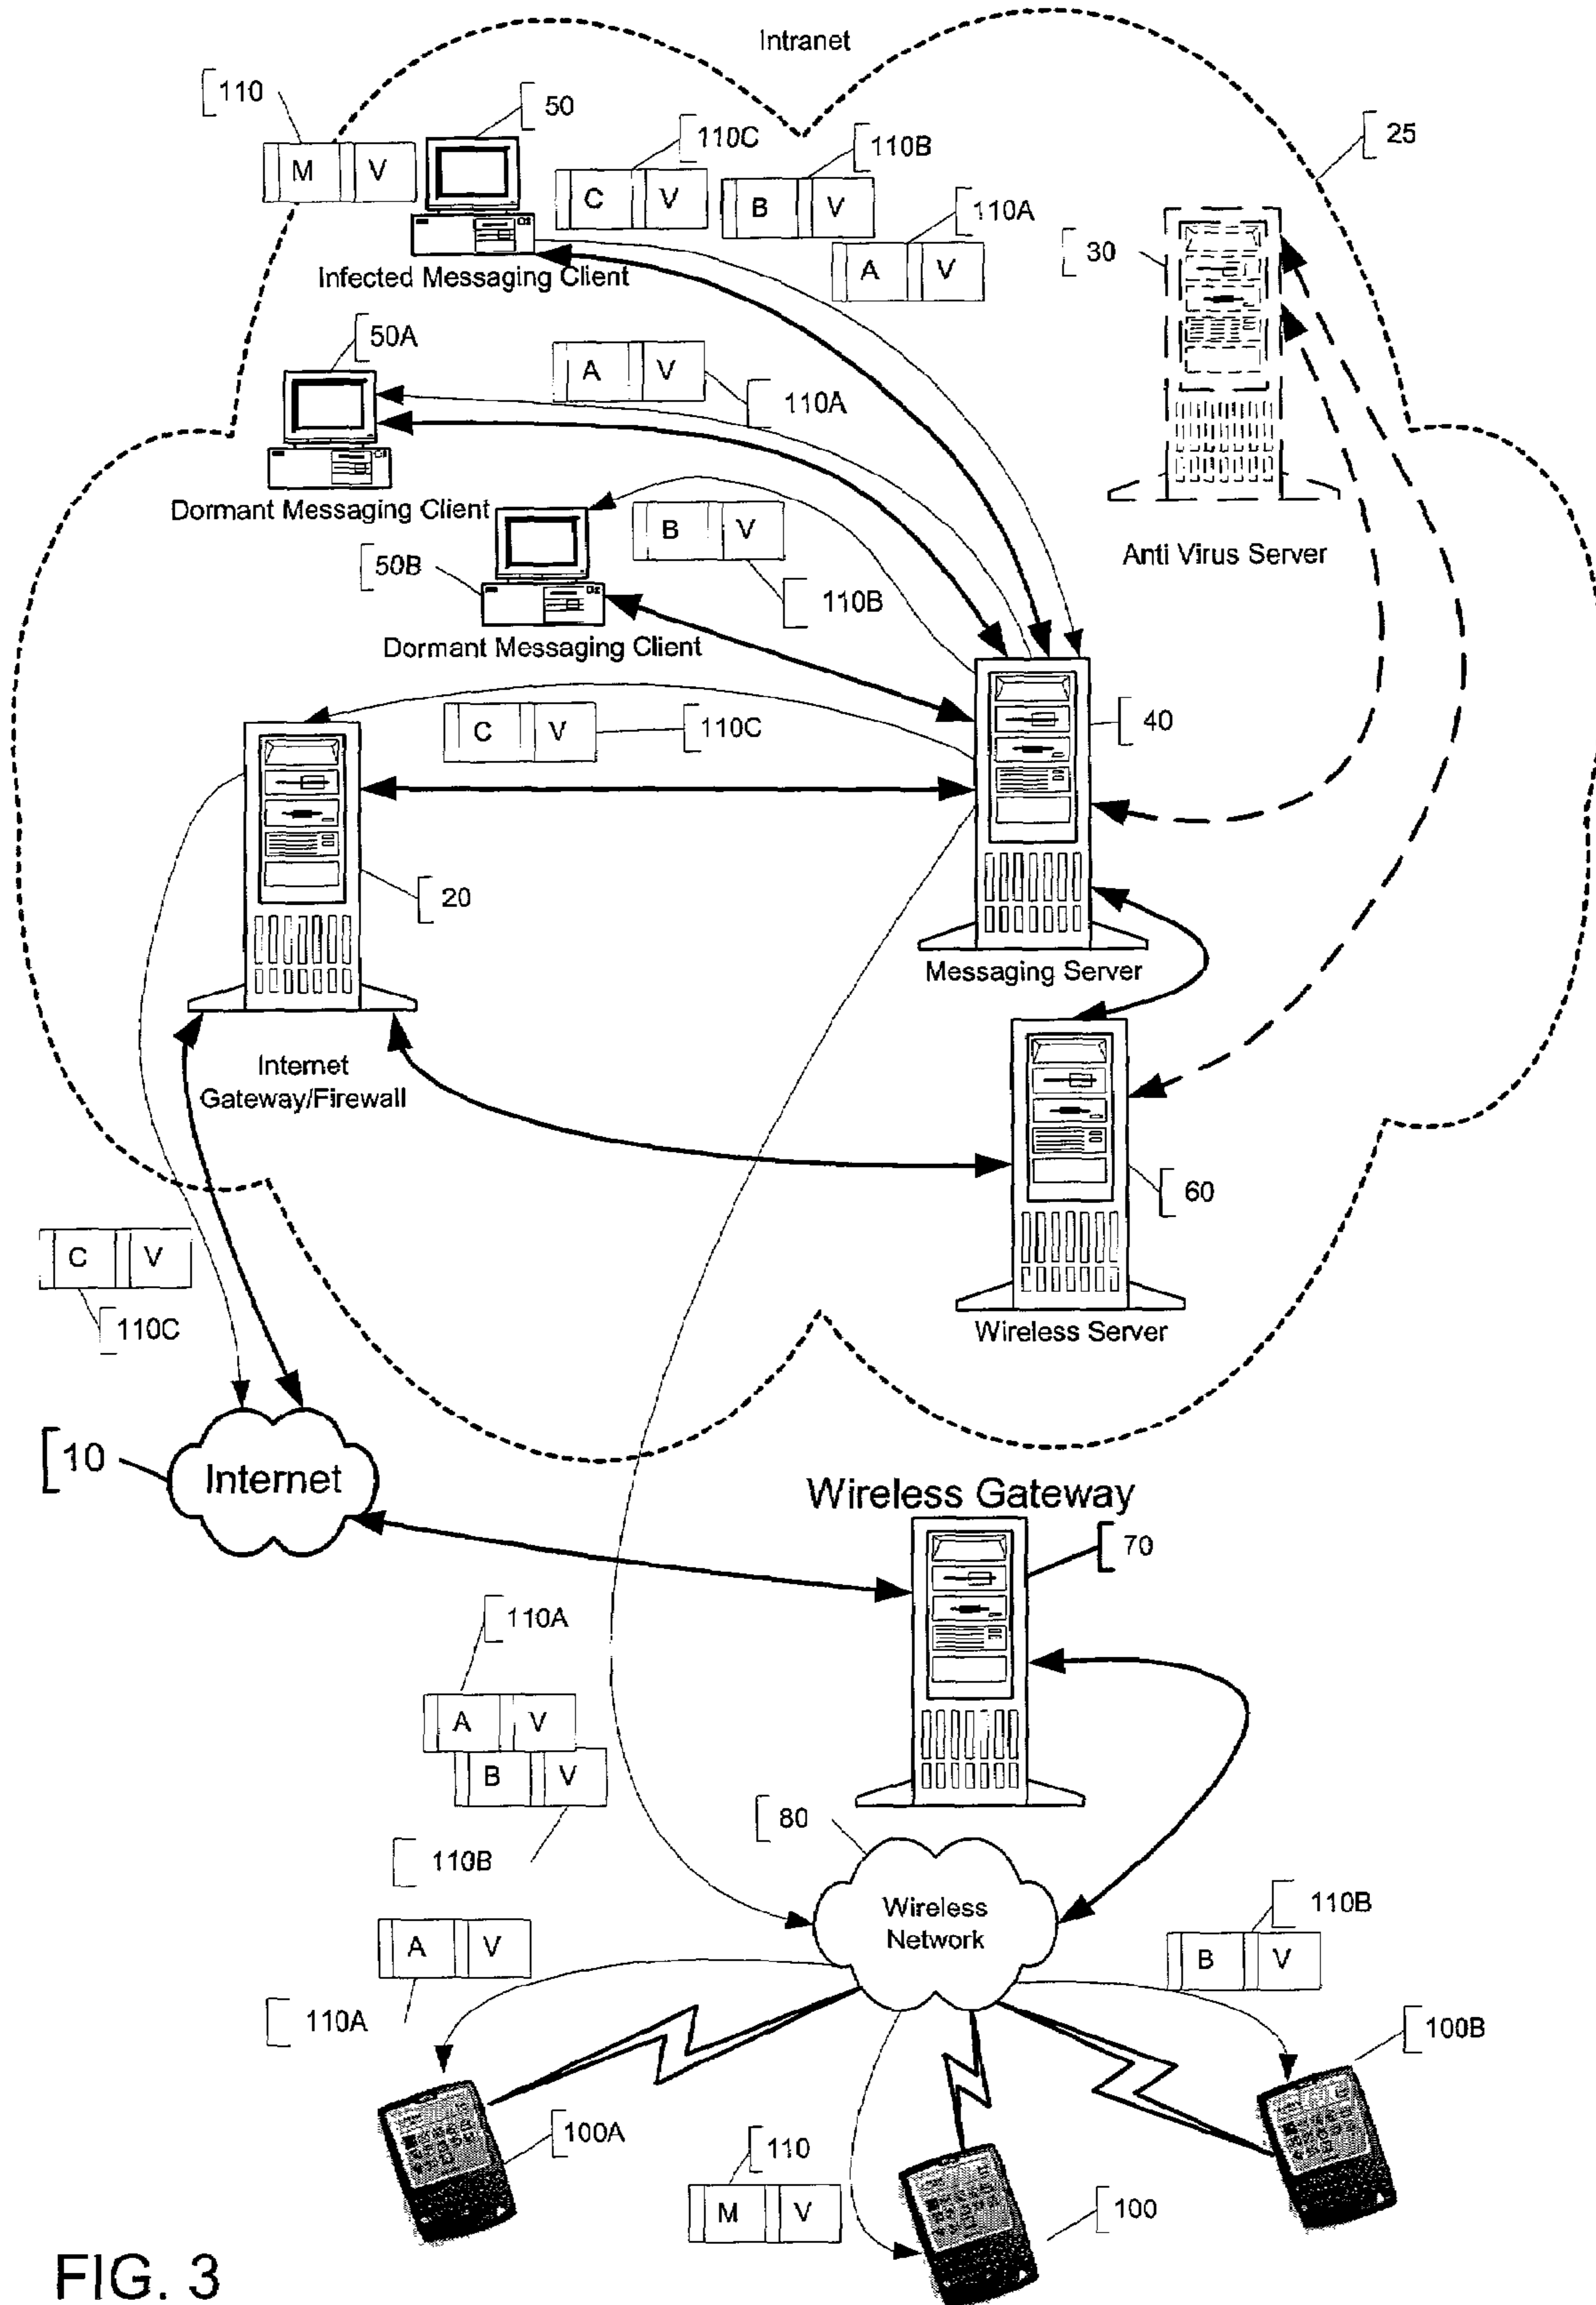 Intranet
110
50
110C
110B
25
M V
C V
B V
110A
30
A V
Infected Messaging Client
50A
A V
110A
Dormant Messaging Client
Anti Virus Server
B V
50B
110B
Dormant Messaging Client
40
C V
110C
20
Messaging Server
Internet
Gateway/Firewall
60
C V
110C
Wireless Server
10
Internet
Wireless Gateway
70
110A
A V
B V
80
110B
Wireless
Network
110B
A V
B V
110A
100B
100A
110
M V
100
FIG. 3